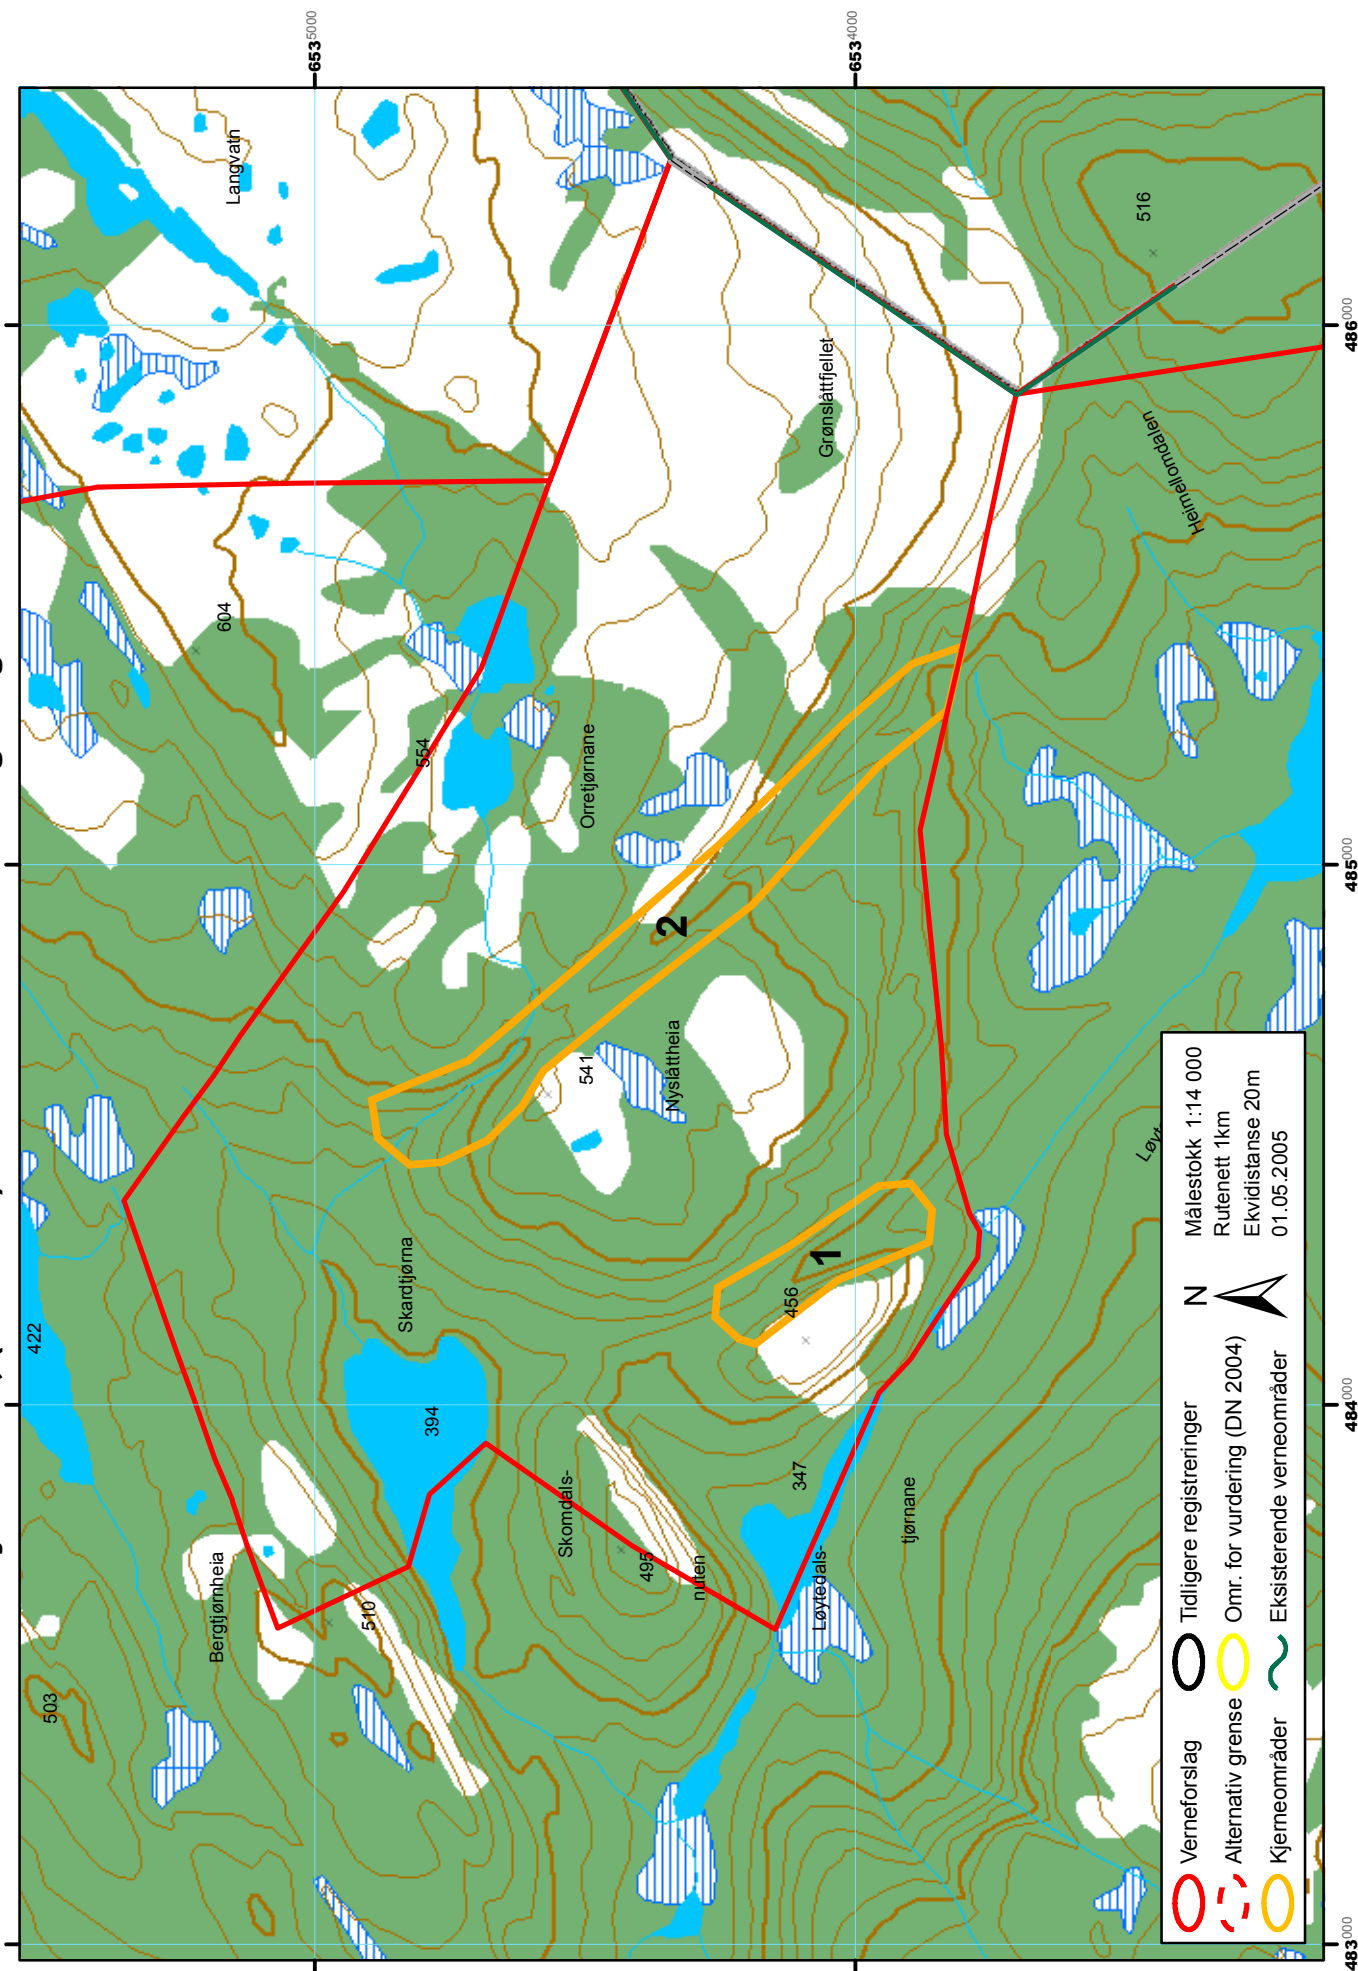 6535000
6534000
Langvatn
516
486000
Grønslåttfjellet
Heimellomdalen
604
554
Orretjørnane
485000
2
541
Nyslåttheia
Løyt
422
Skardtjørna
394
456
1
484000
Skomdals-
nuten
495
347
Løytedals-
tjørnane
Bergtjørnheia
510
503
483000
Verneforslag
Alternativ grense
Kjerneområder
Tidligere registreringer
Omr. for vurdering (DN 2004)
Eksisterende verneområder
N
Målestokk 1:14 000
Rutenett 1km
Ekvidistanse 20m
01.05.2005